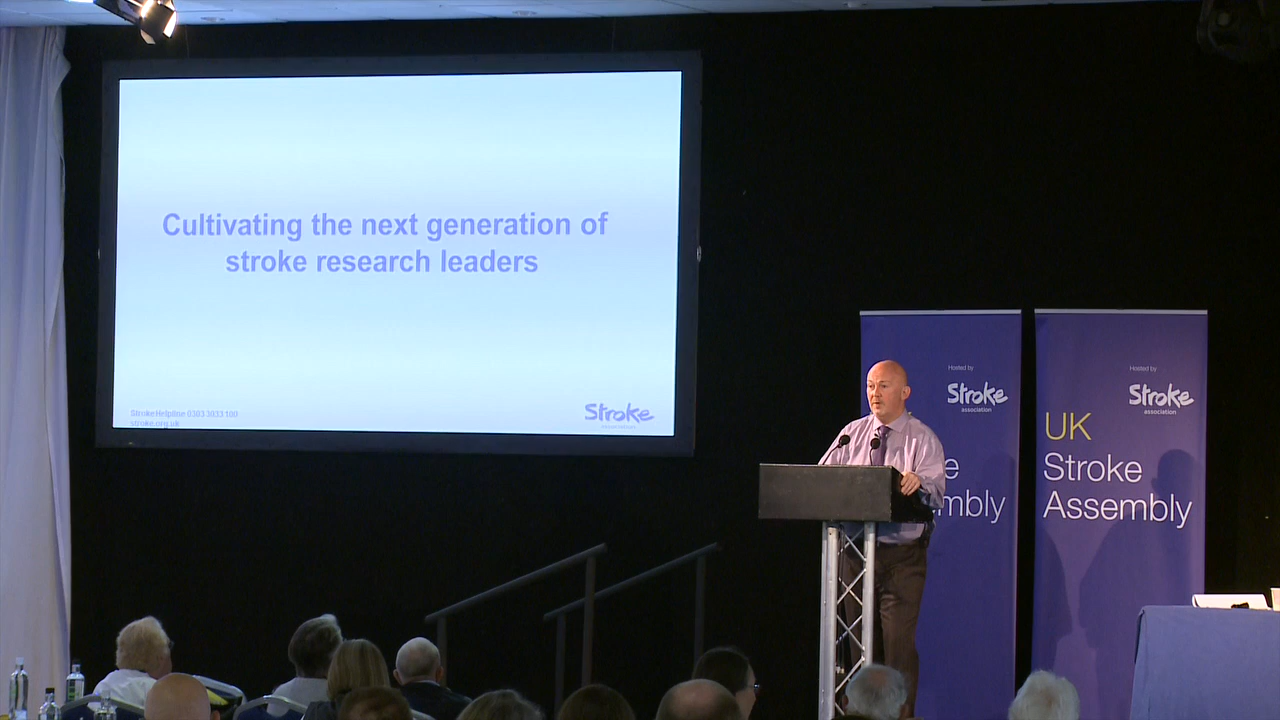 Cultivating the next generation of
stroke research leaders
Stroke Helpline 0303 3033 100
stroke.org.uk
Stroke
association
Hosted by
Stroke
association
e
mbly
Hosted by
Stroke
association
UK
Stroke
Assembly